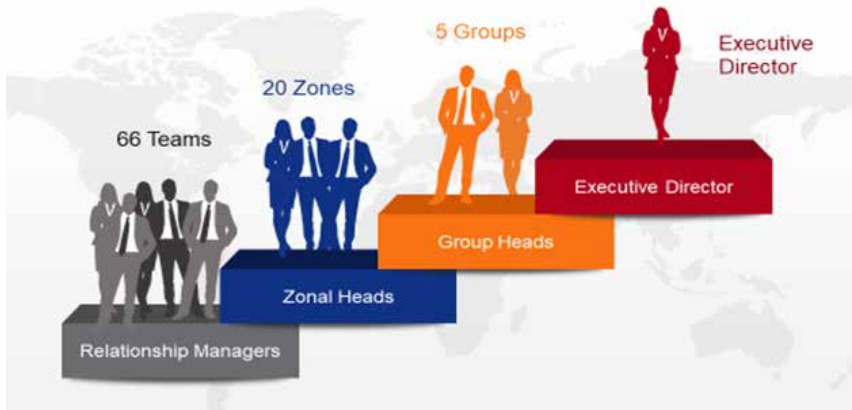 66 Teams
20 Zones
5 Groups
Executive
Director
Relationship Managers
Zonal Heads
Group Heads
Executive Director